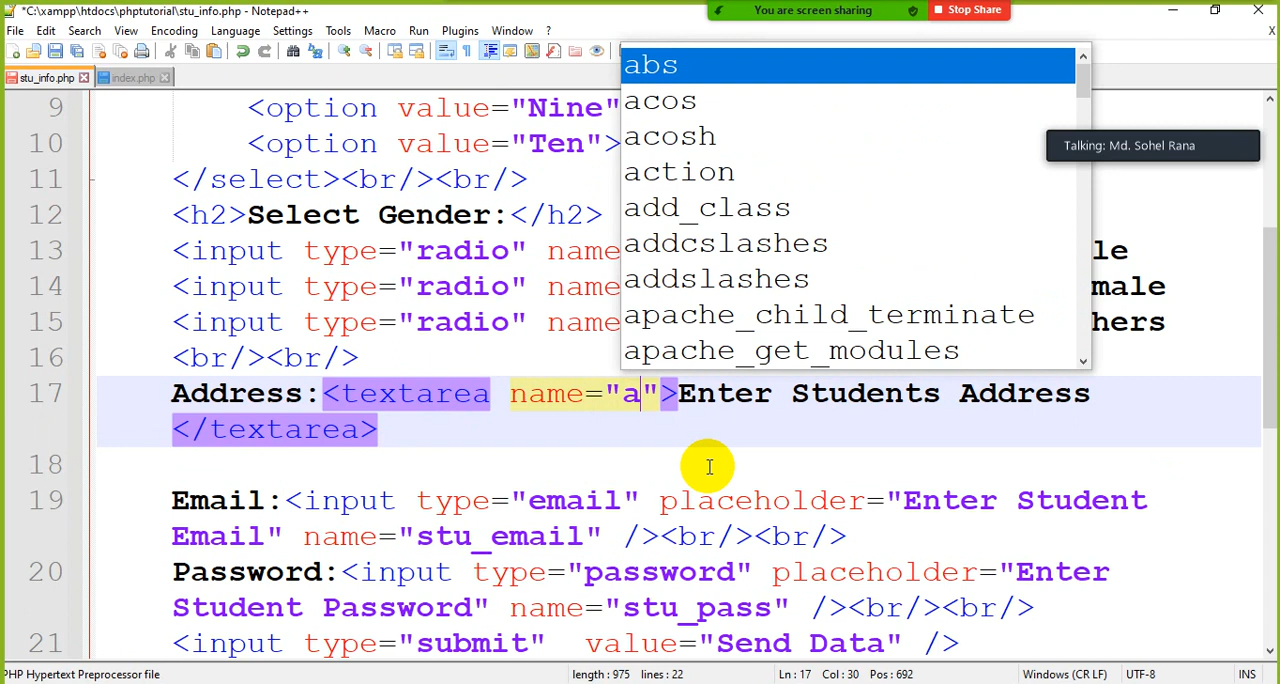 *C:\xampp\htdocs\phptutorial\stu_info.php - Notepad++
You are screen sharing
Stop Share
File Edit Search View Encoding Language Settings Tools Macro Run Plugins Window ?
X
stu_info.php index.php
abs
acos
acosh
action
add_class
addcslashes
addslashes
apache_child_terminate
apache_get_modules
Talking: Md. Sohel Rana
9 <option value="Nine"
10 <option value="Ten">
11 </select><br/><br/>
12 <h2>Select Gender:</h2>
13 <input type="radio" name le
14 <input type="radio" name male
15 <input type="radio" name hers
16 <br/><br/>
17 Address:<textarea name="a">Enter Students Address
</textarea>
18
19 Email:<input type="email" placeholder="Enter Student
Email" name="stu_email" /><br/><br/>
20 Password:<input type="password" placeholder="Enter
Student Password" name="stu_pass" /><br/><br/>
21 <input type="submit" value="Send Data" />
PHP Hypertext Preprocessor file length : 975 lines : 22 Ln : 17 Col : 30 Pos : 692 Windows (CR LF) UTF-8 INS